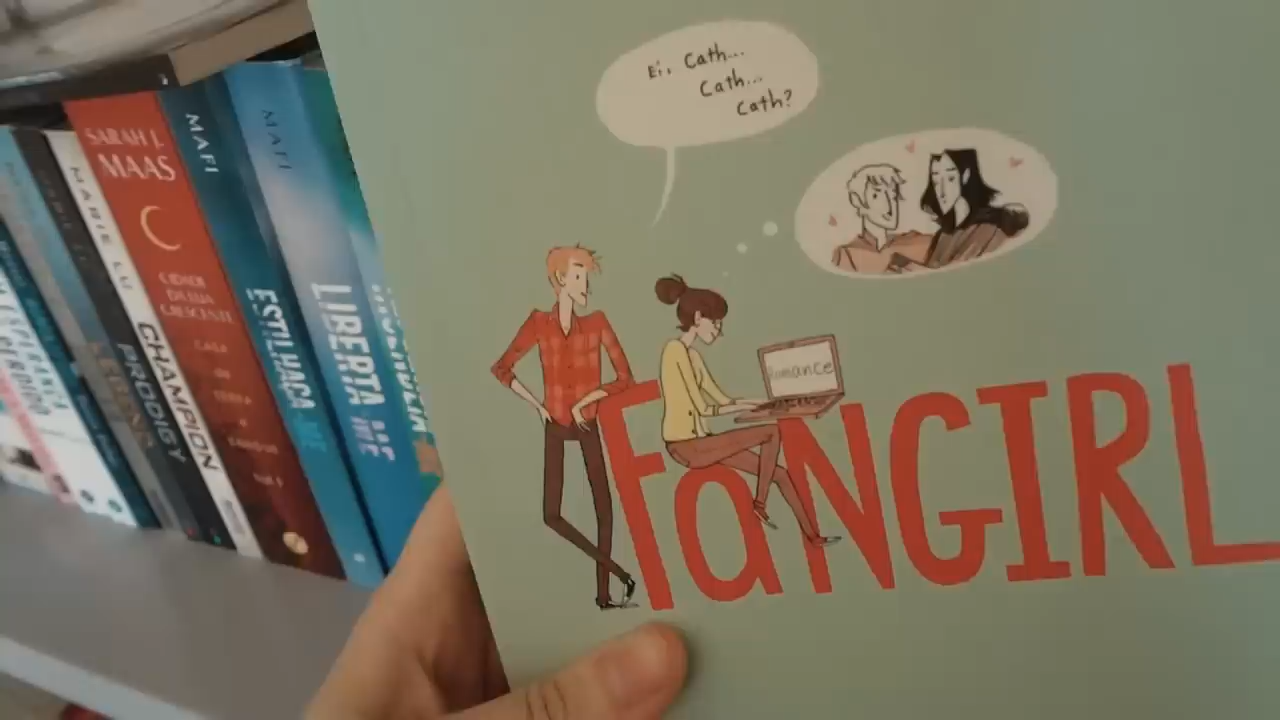 Ei, Cath...
Cath...
Cath?
Romance
FANGIRL
SARAH J.
MAAS
CIDADE
DA LUA
CRESCENTE
CASA
de
TERRA
e
SANGUE
MAFI
ESTILHAÇA-ME
MAFI
LIBERTA-ME
MARIE LU
CHAMPION
PRODIGY
LEGEND